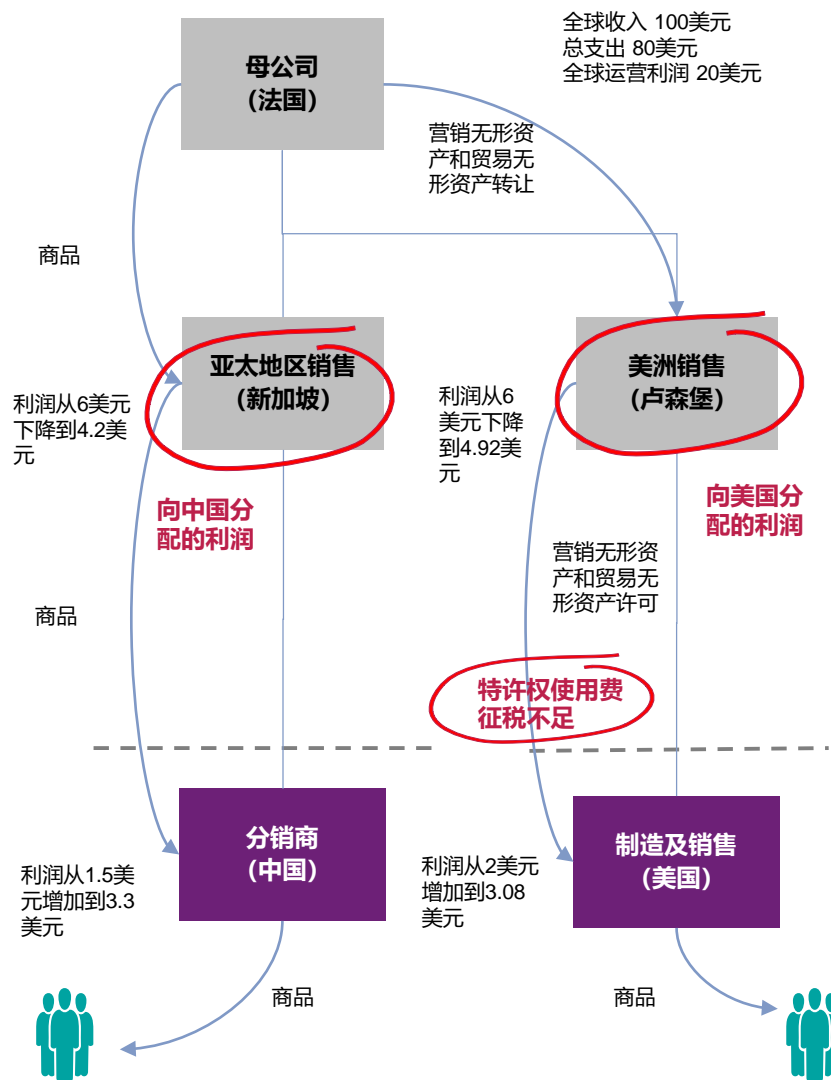 全球收入 100美元
总支出 80美元
全球运营利润 20美元
母公司
（法国）
营销无形资
产和贸易无
形资产转让
商品
亚太地区销售
（新加坡）
美洲销售
（卢森堡）
利润从6美元
下降到4.2美
元
利润从6
美元下降
到4.92美
元
向中国分
配的利润
向美国分
配的利润
营销无形资
产和贸易无
形资产许可
商品
特许权使用费
征税不足
分销商
（中国）
制造及销售
（美国）
利润从1.5美
元增加到3.3
美元
利润从2美元
增加到3.08
美元
商品
商品